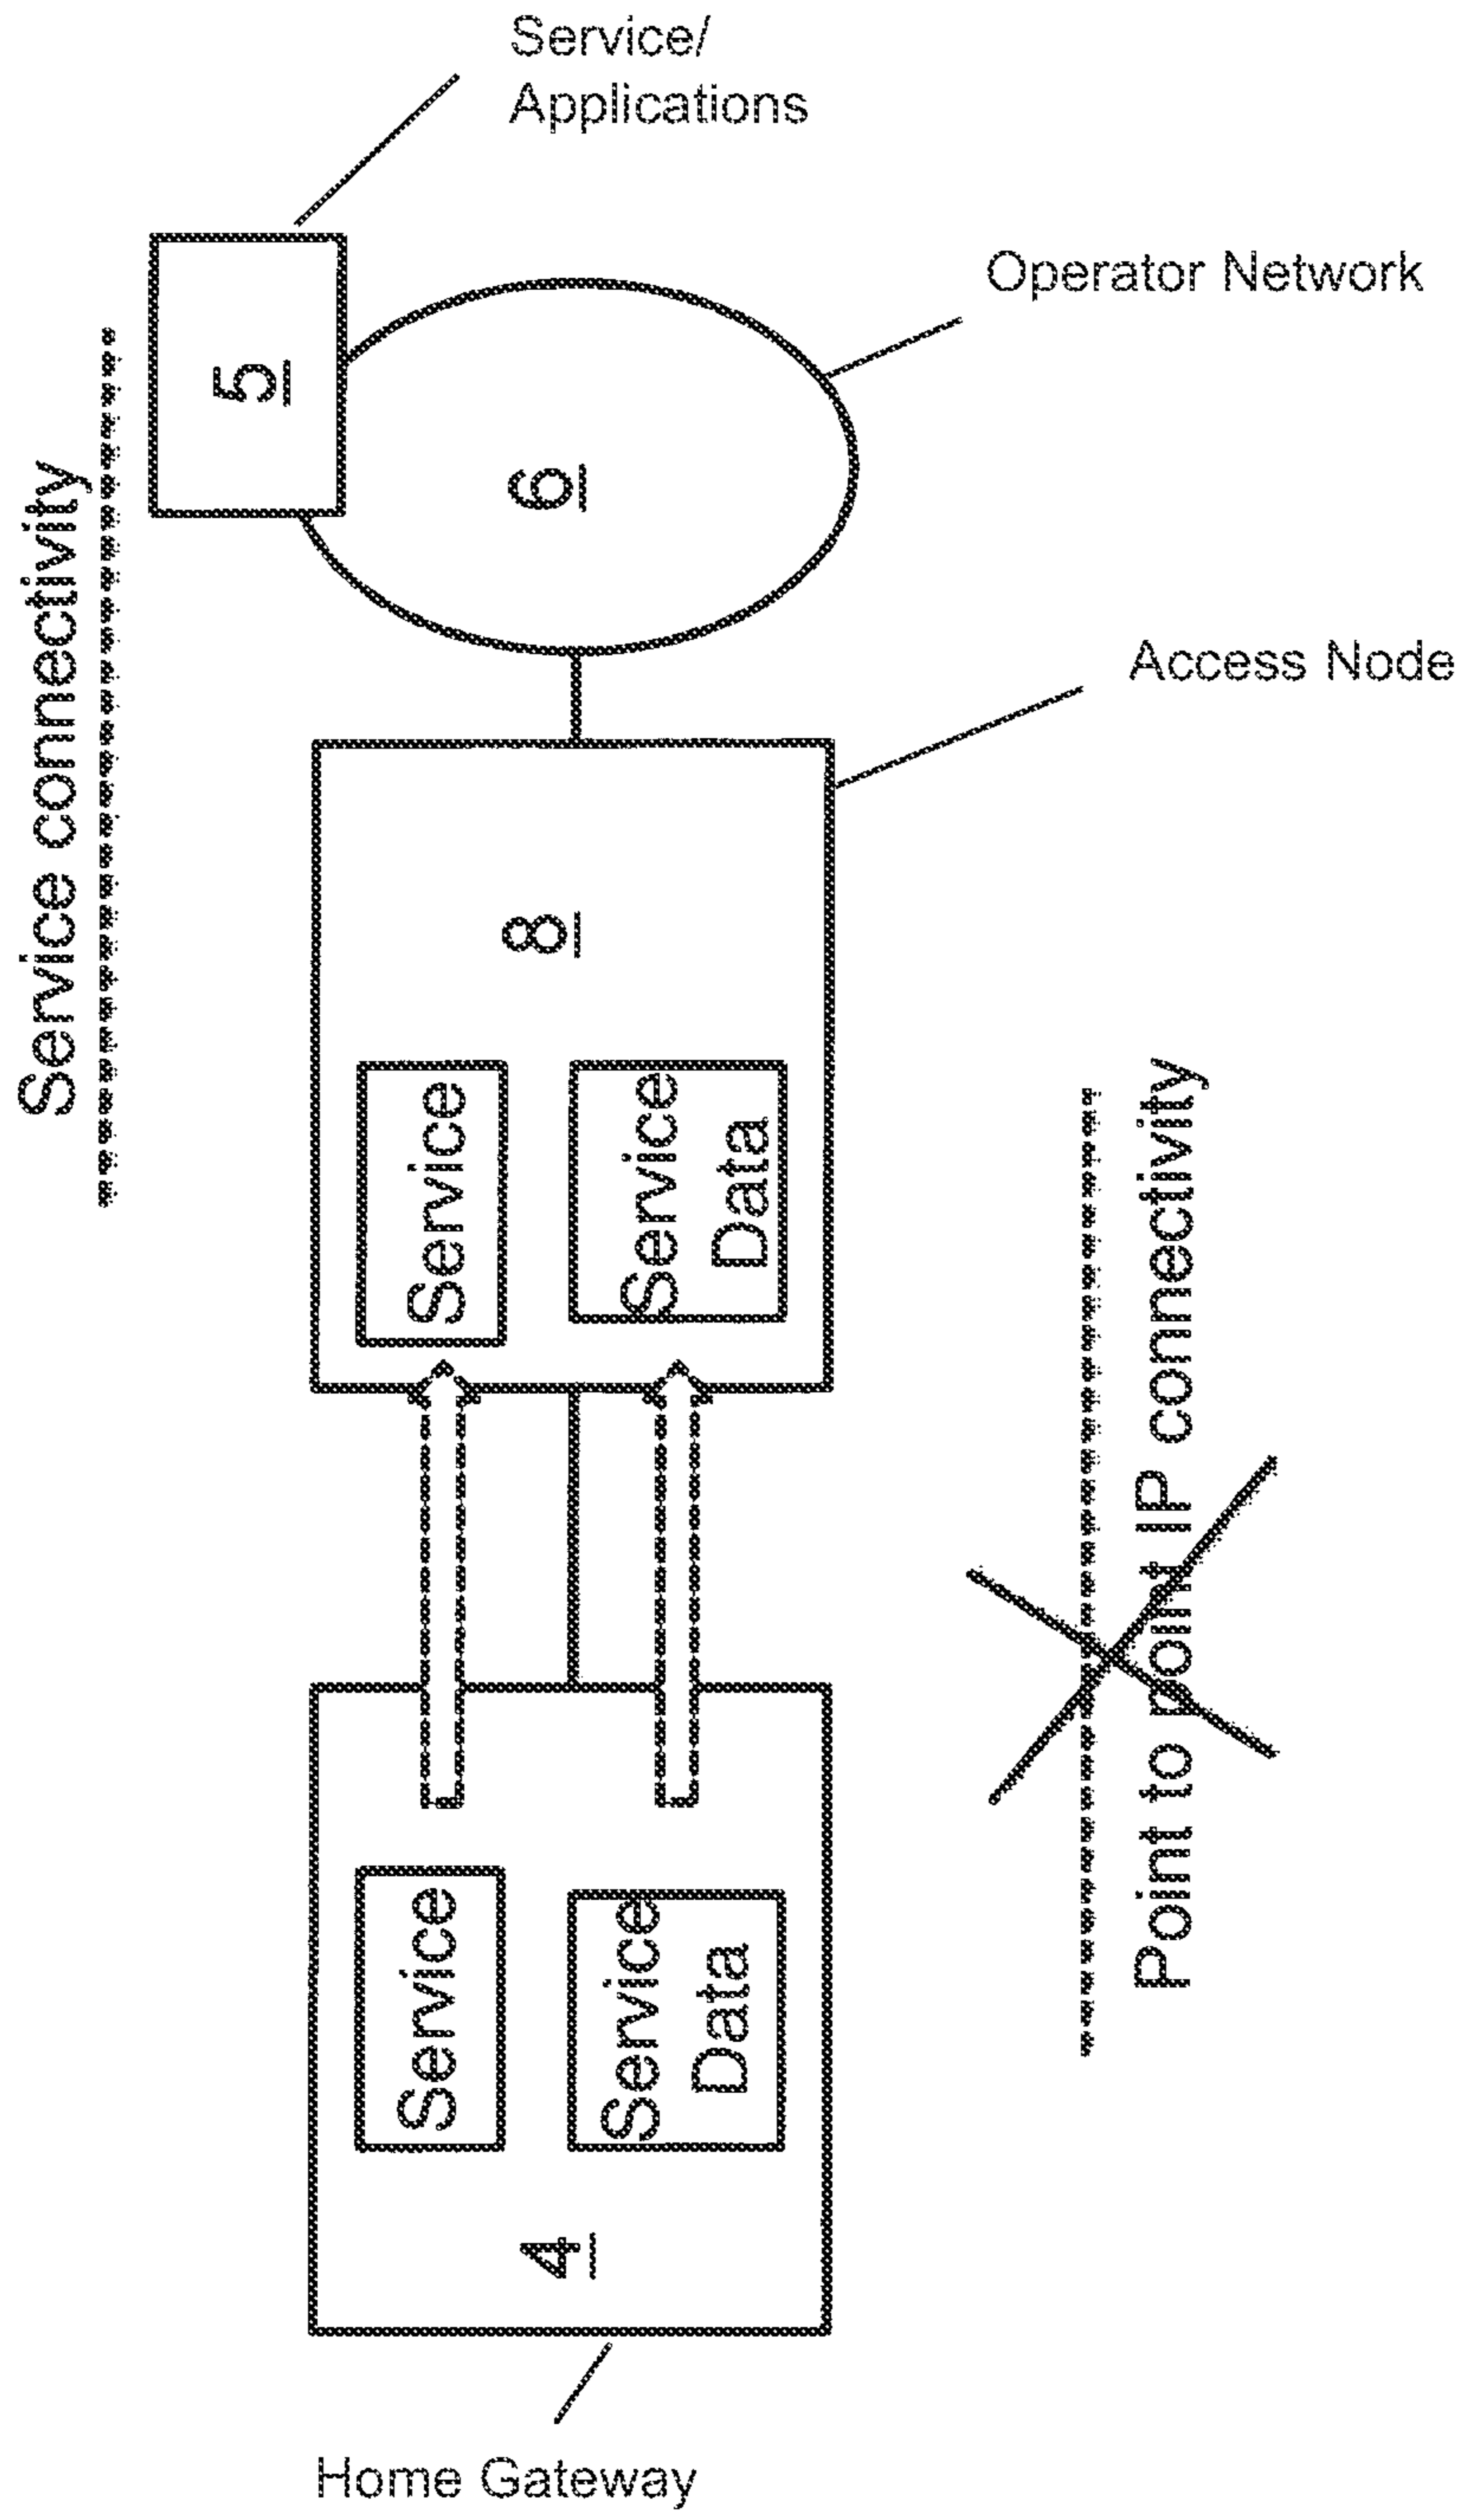 Service/
Applications
Operator Network
Service connectivity
5
6
Access Node
8
Service
Service
Data
Point to point IP connectivity
Service
Service
Data
4
Home Gateway